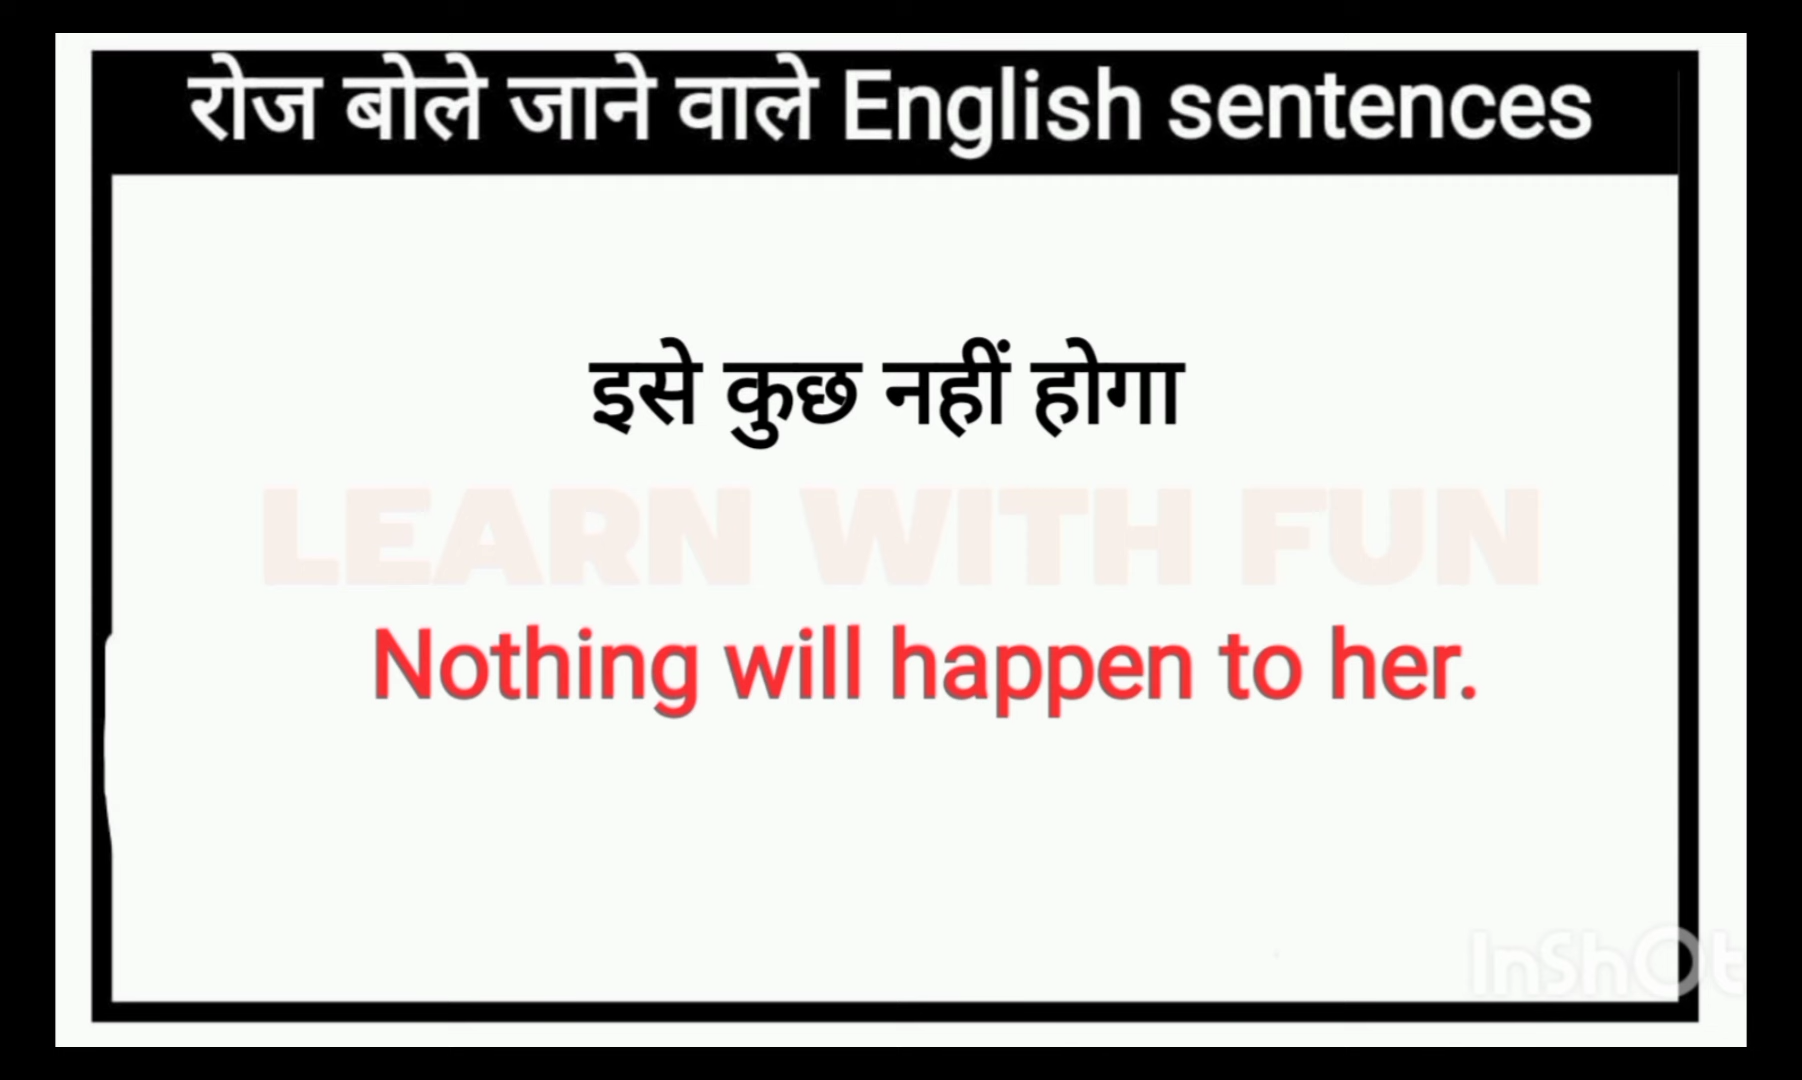 रोज बोले जाने वाले English sentences
इसे कुछ नहीं होगा
LEARN WITH FUN
Nothing will happen to her.
InShOt